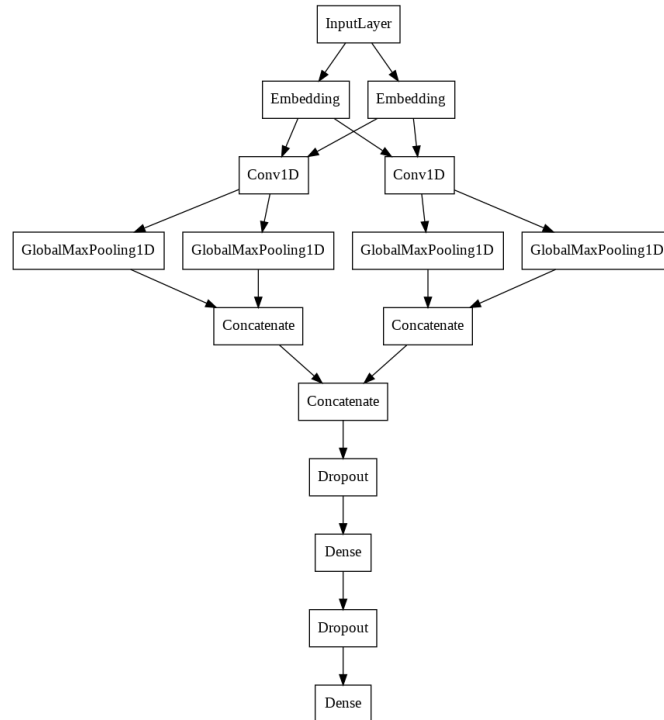 InputLayer
Embedding
Embedding
Conv1D
Conv1D
GlobalMaxPooling1D
GlobalMaxPooling1D
GlobalMaxPooling1D
GlobalMaxPooling1D
Concatenate
Concatenate
Concatenate
Dropout
Dense
Dropout
Dense